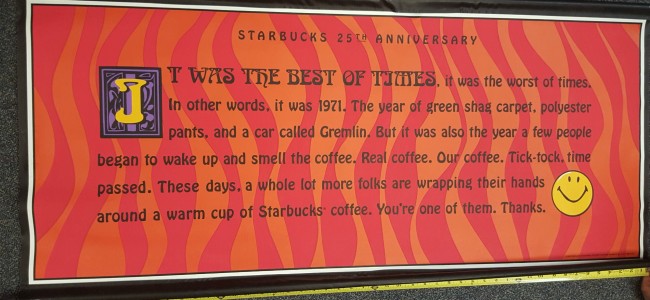 STARBUCKS 25TH ANNIVERSARY
IT WAS THE BEST OF TIMES, it was the worst of times.
In other words, it was 1971. The year of green shag carpet, polyester
pants, and a car called Gremlin. But it was also the year a few people
began to wake up and smell the coffee. Real coffee. Our coffee. Tick-tock, time
passed. These days, a whole lot more folks are wrapping their hands
around a warm cup of Starbucks coffee. You're one of them. Thanks.